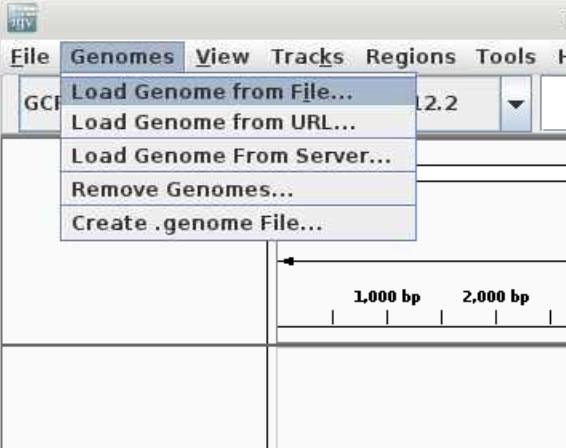 igv
File Genomes View Tracks Regions Tools H
Load Genome from File...
GCF 12.2
Load Genome from URL...
Load Genome From Server...
Remove Genomes...
Create .genome File...
1,000 bp 2,000 bp